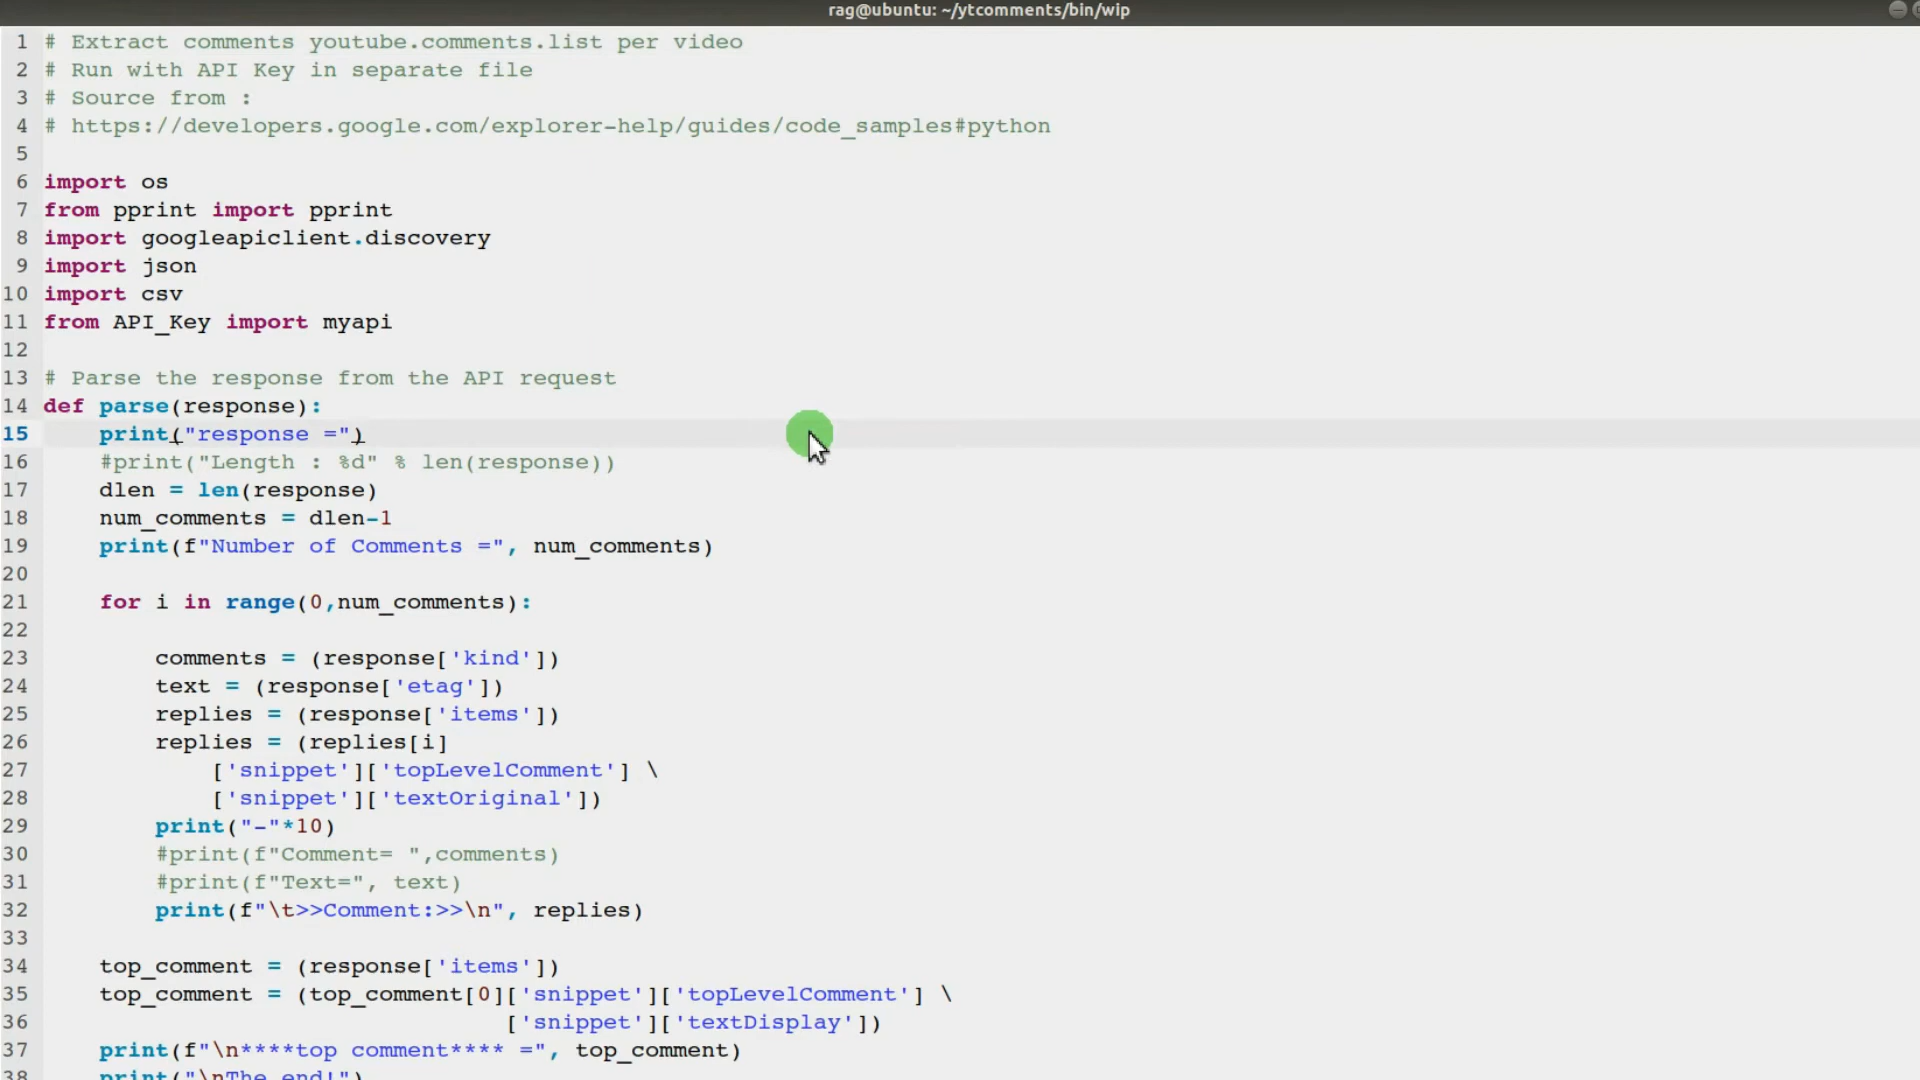 rag@ubuntu: ~/ytcomments/bin/wip
1 # Extract comments youtube.comments.list per video
2 # Run with API Key in separate file
3 # Source from :
4 # https://developers.google.com/explorer-help/guides/code_samples#python
5
6 import os
7 from pprint import pprint
8 import googleapiclient.discovery
9 import json
10 import csv
11 from API_Key import myapi
12
13 # Parse the response from the API request
14 def parse(response):
15     print("response =")
16     #print("Length : %d" % len(response))
17     dlen = len(response)
18     num_comments = dlen-1
19     print(f"Number of Comments =", num_comments)
20
21     for i in range(0,num_comments):
22
23         comments = (response['kind'])
24         text = (response['etag'])
25         replies = (response['items'])
26         replies = (replies[i]
27             ['snippet']['topLevelComment'] \
28             ['snippet']['textOriginal'])
29         print("-"*10)
30         #print(f"Comment= ",comments)
31         #print(f"Text=", text)
32         print(f"\t>>Comment:>>\n", replies)
33
34     top_comment = (response['items'])
35     top_comment = (top_comment[0]['snippet']['topLevelComment'] \
36                                  ['snippet']['textDisplay'])
37     print(f"\n****top comment**** =", top_comment)
38     print("\nThe end!")